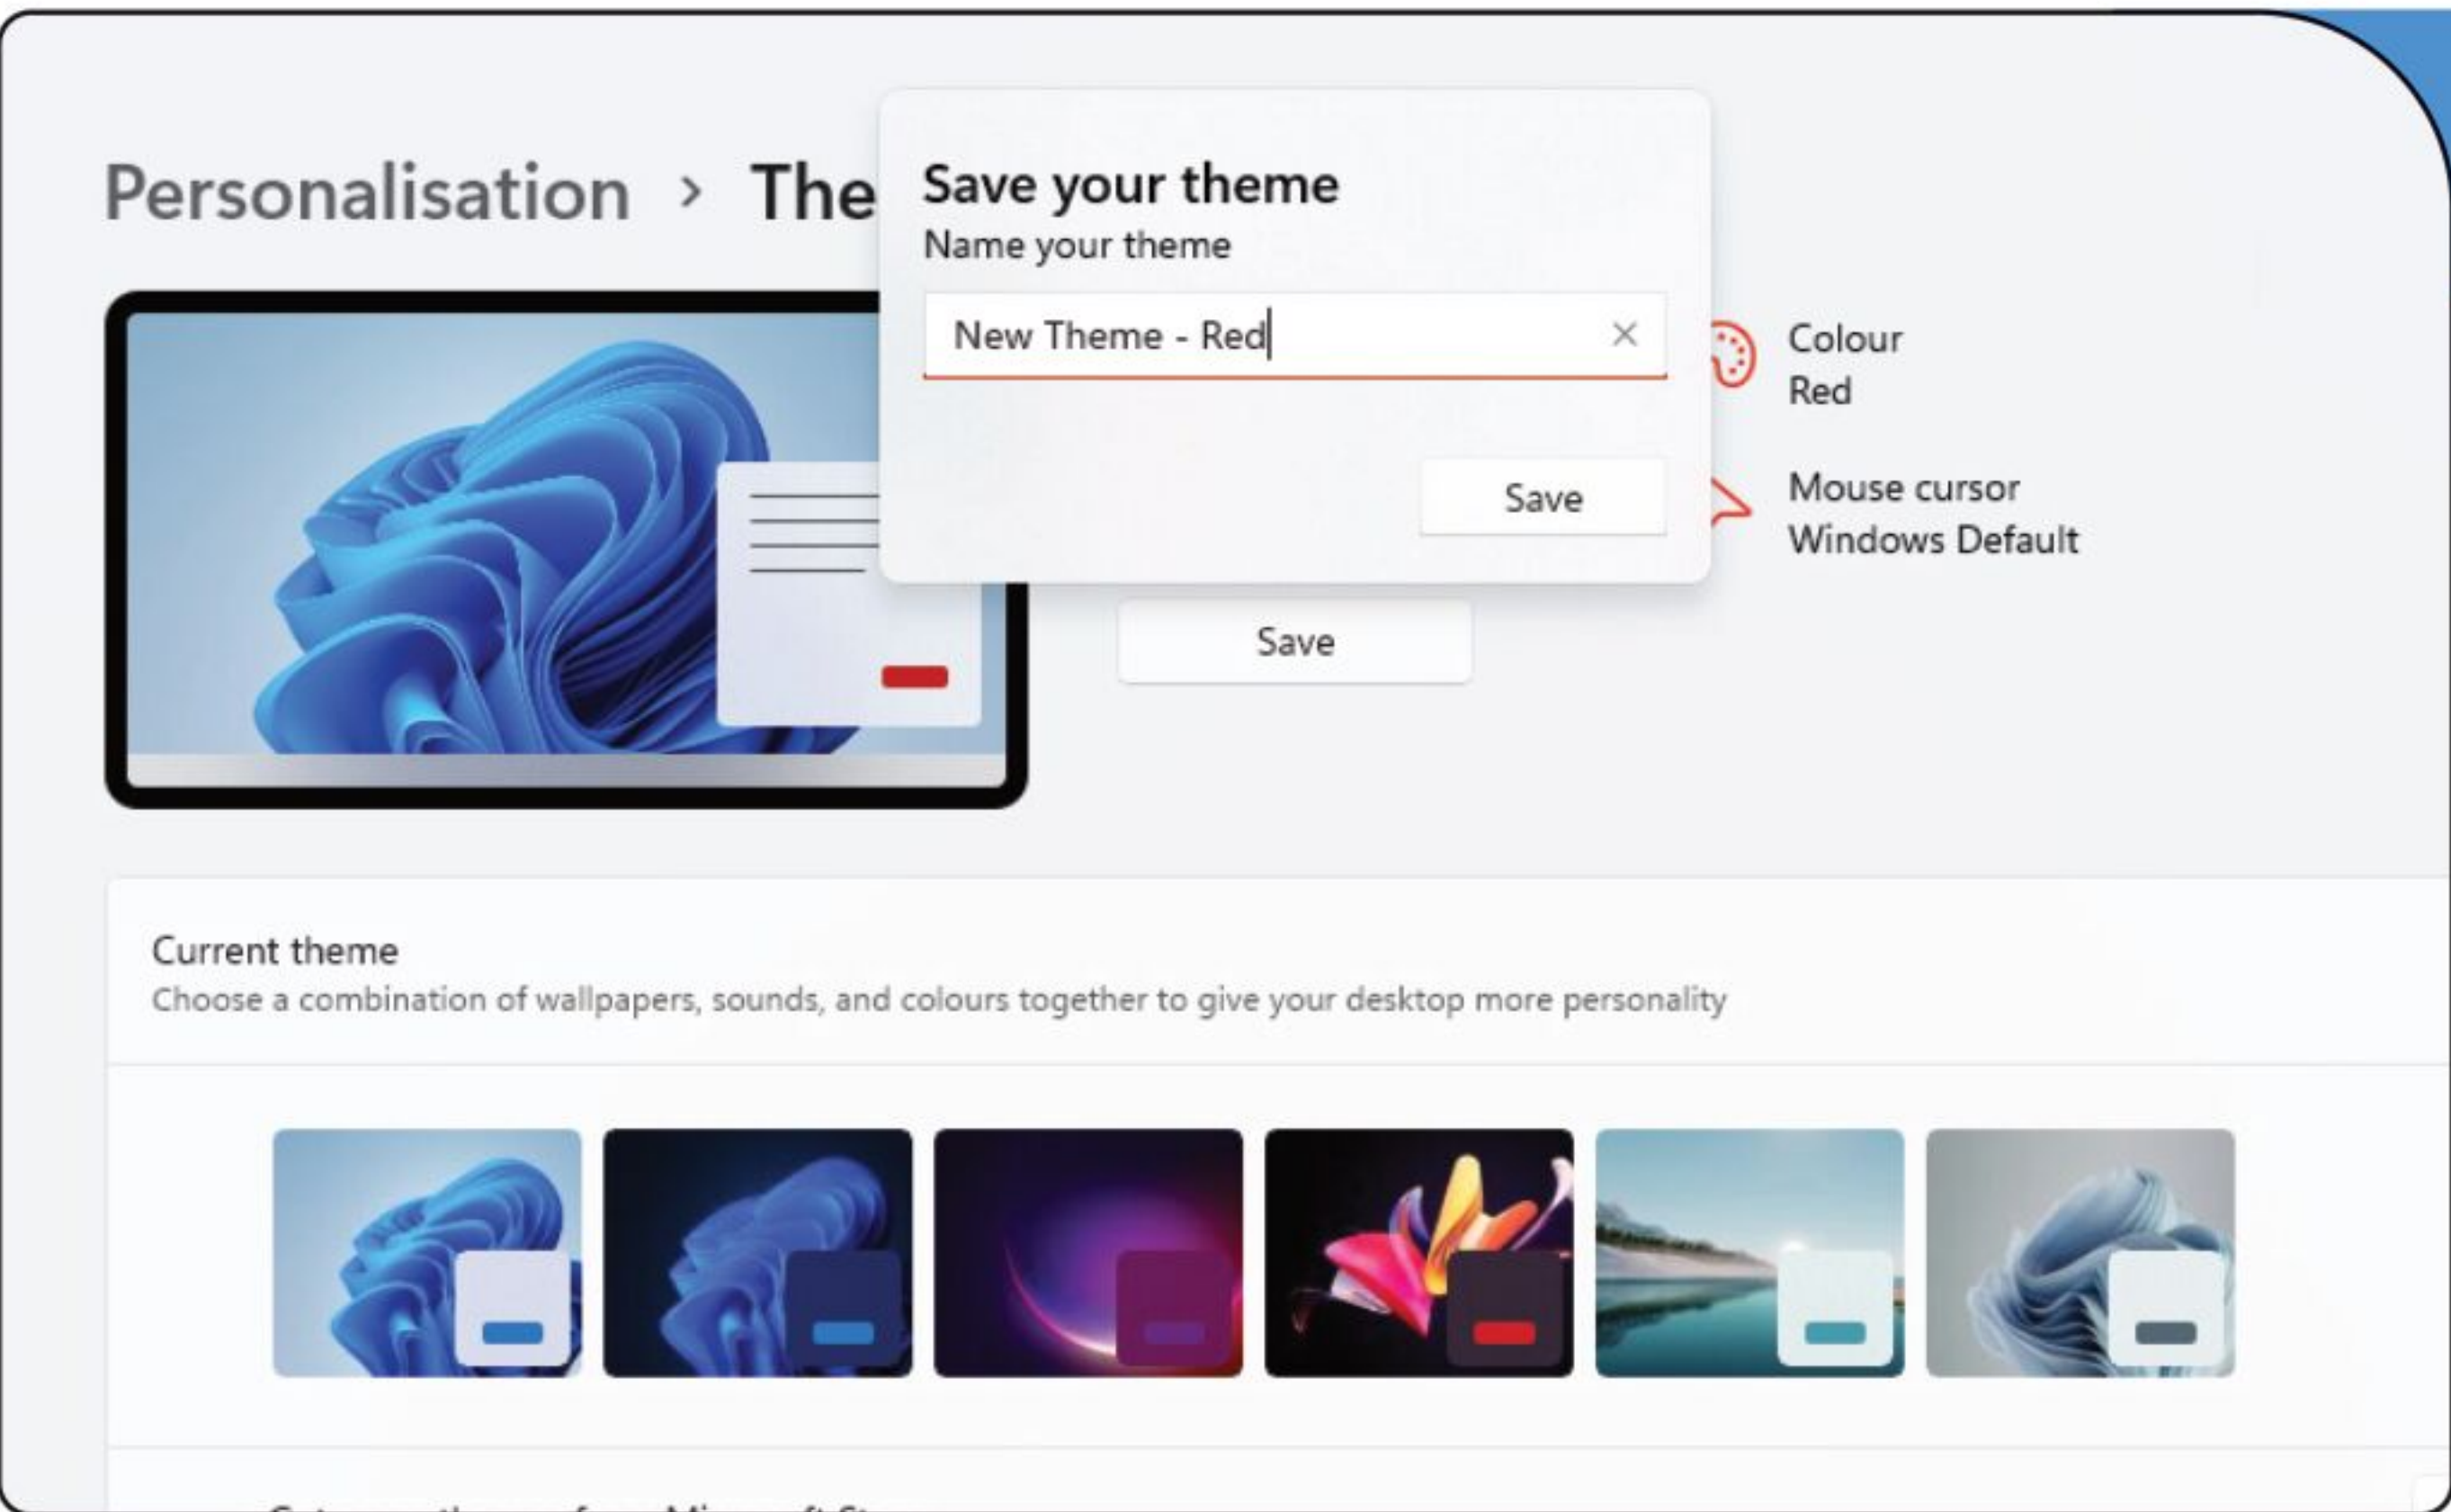 Personalisation > The
Save your theme
Name your theme
New Theme - Red
Save
Colour
Red
Mouse cursor
Windows Default
Save
Current theme
Choose a combination of wallpapers, sounds, and colours together to give your desktop more personality